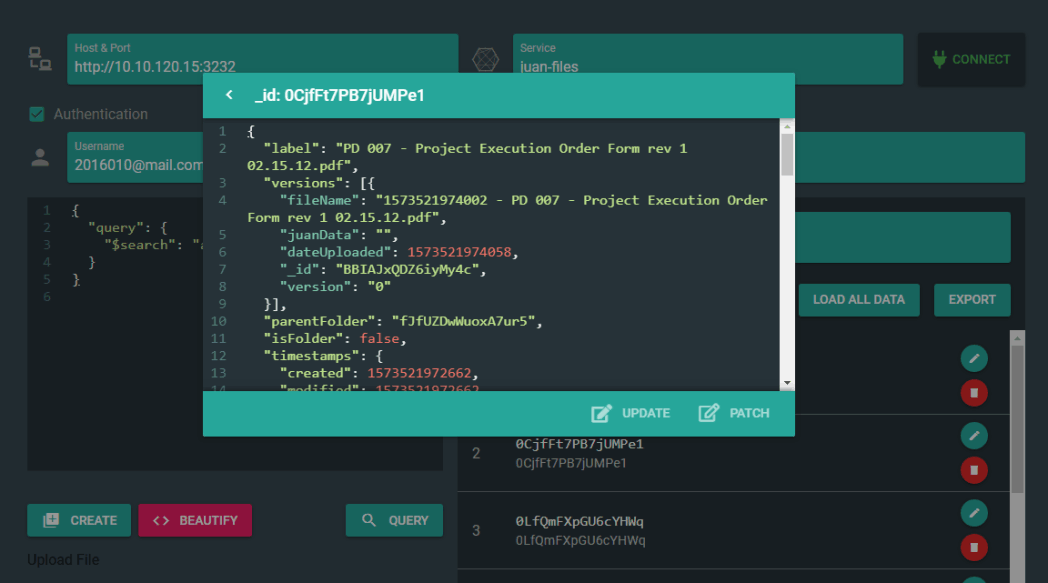 Host & Port
http://10.10.120.15:3232
Service
juan-files
CONNECT
Authentication
Username
2016010@mail.com
1 {
2 "query": {
3 "$search": "
4 }
5 }
6
_id: 0CjfFt7PB7jUMPe1
1 {
2 "label": "PD 007 - Project Execution Order Form rev 1
02.15.12.pdf",
3 "versions": [{
4 "fileName": "1573521974002 - PD 007 - Project Execution Order
Form rev 1 02.15.12.pdf",
5 "juanData": "",
6 "dateUploaded": 1573521974058,
7 "_id": "BBIAJxQDZ6iyMy4c",
8 "version": "0"
9 }],
10 "parentFolder": "fJfUZDwWuoxA7ur5",
11 "isFolder": false,
12 "timestamps": {
13 "created": 1573521972662,
14 "modified": 1573521972662
UPDATE
PATCH
LOAD ALL DATA
EXPORT
2
0CjfFt7PB7jUMPe1
0CjfFt7PB7jUMPe1
3
0LfQmFXpGU6cYHWq
0LfQmFXpGU6cYHWq
CREATE
<> BEAUTIFY
QUERY
Upload File